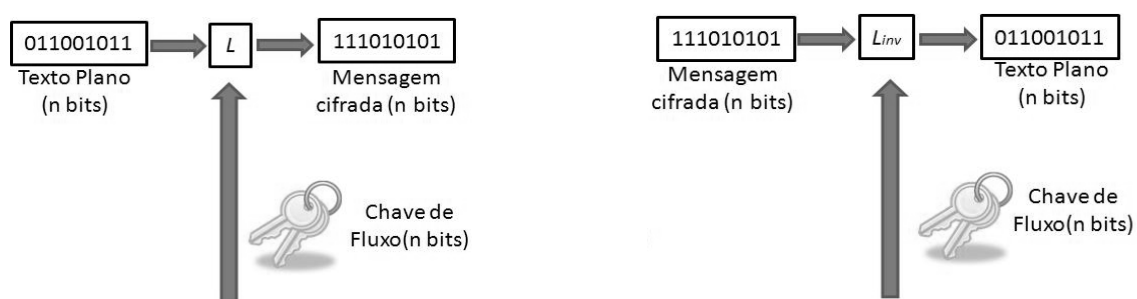 011001011
L
111010101
Texto Plano
(n bits)
Mensagem
cifrada (n bits)
Chave de
Fluxo(n bits)
111010101
Linv
011001011
Mensagem
cifrada (n bits)
Texto Plano
(n bits)
Chave de
Fluxo(n bits)